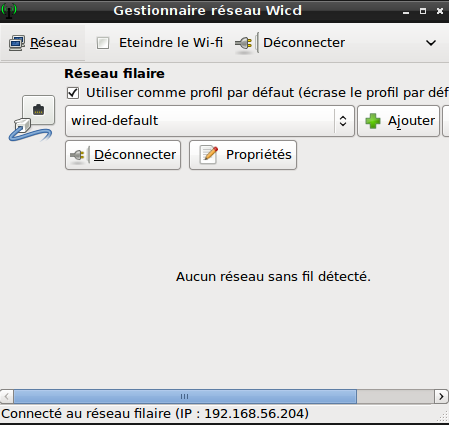 Gestionnaire réseau Wicd
Réseau Eteindre le Wi-fi Déconnecter
Réseau filaire
Utiliser comme profil par défaut (écrase le profil par déf
wired-default Ajouter
Déconnecter Propriétés
Aucun réseau sans fil détecté.
Connecté au réseau filaire (IP : 192.168.56.204)